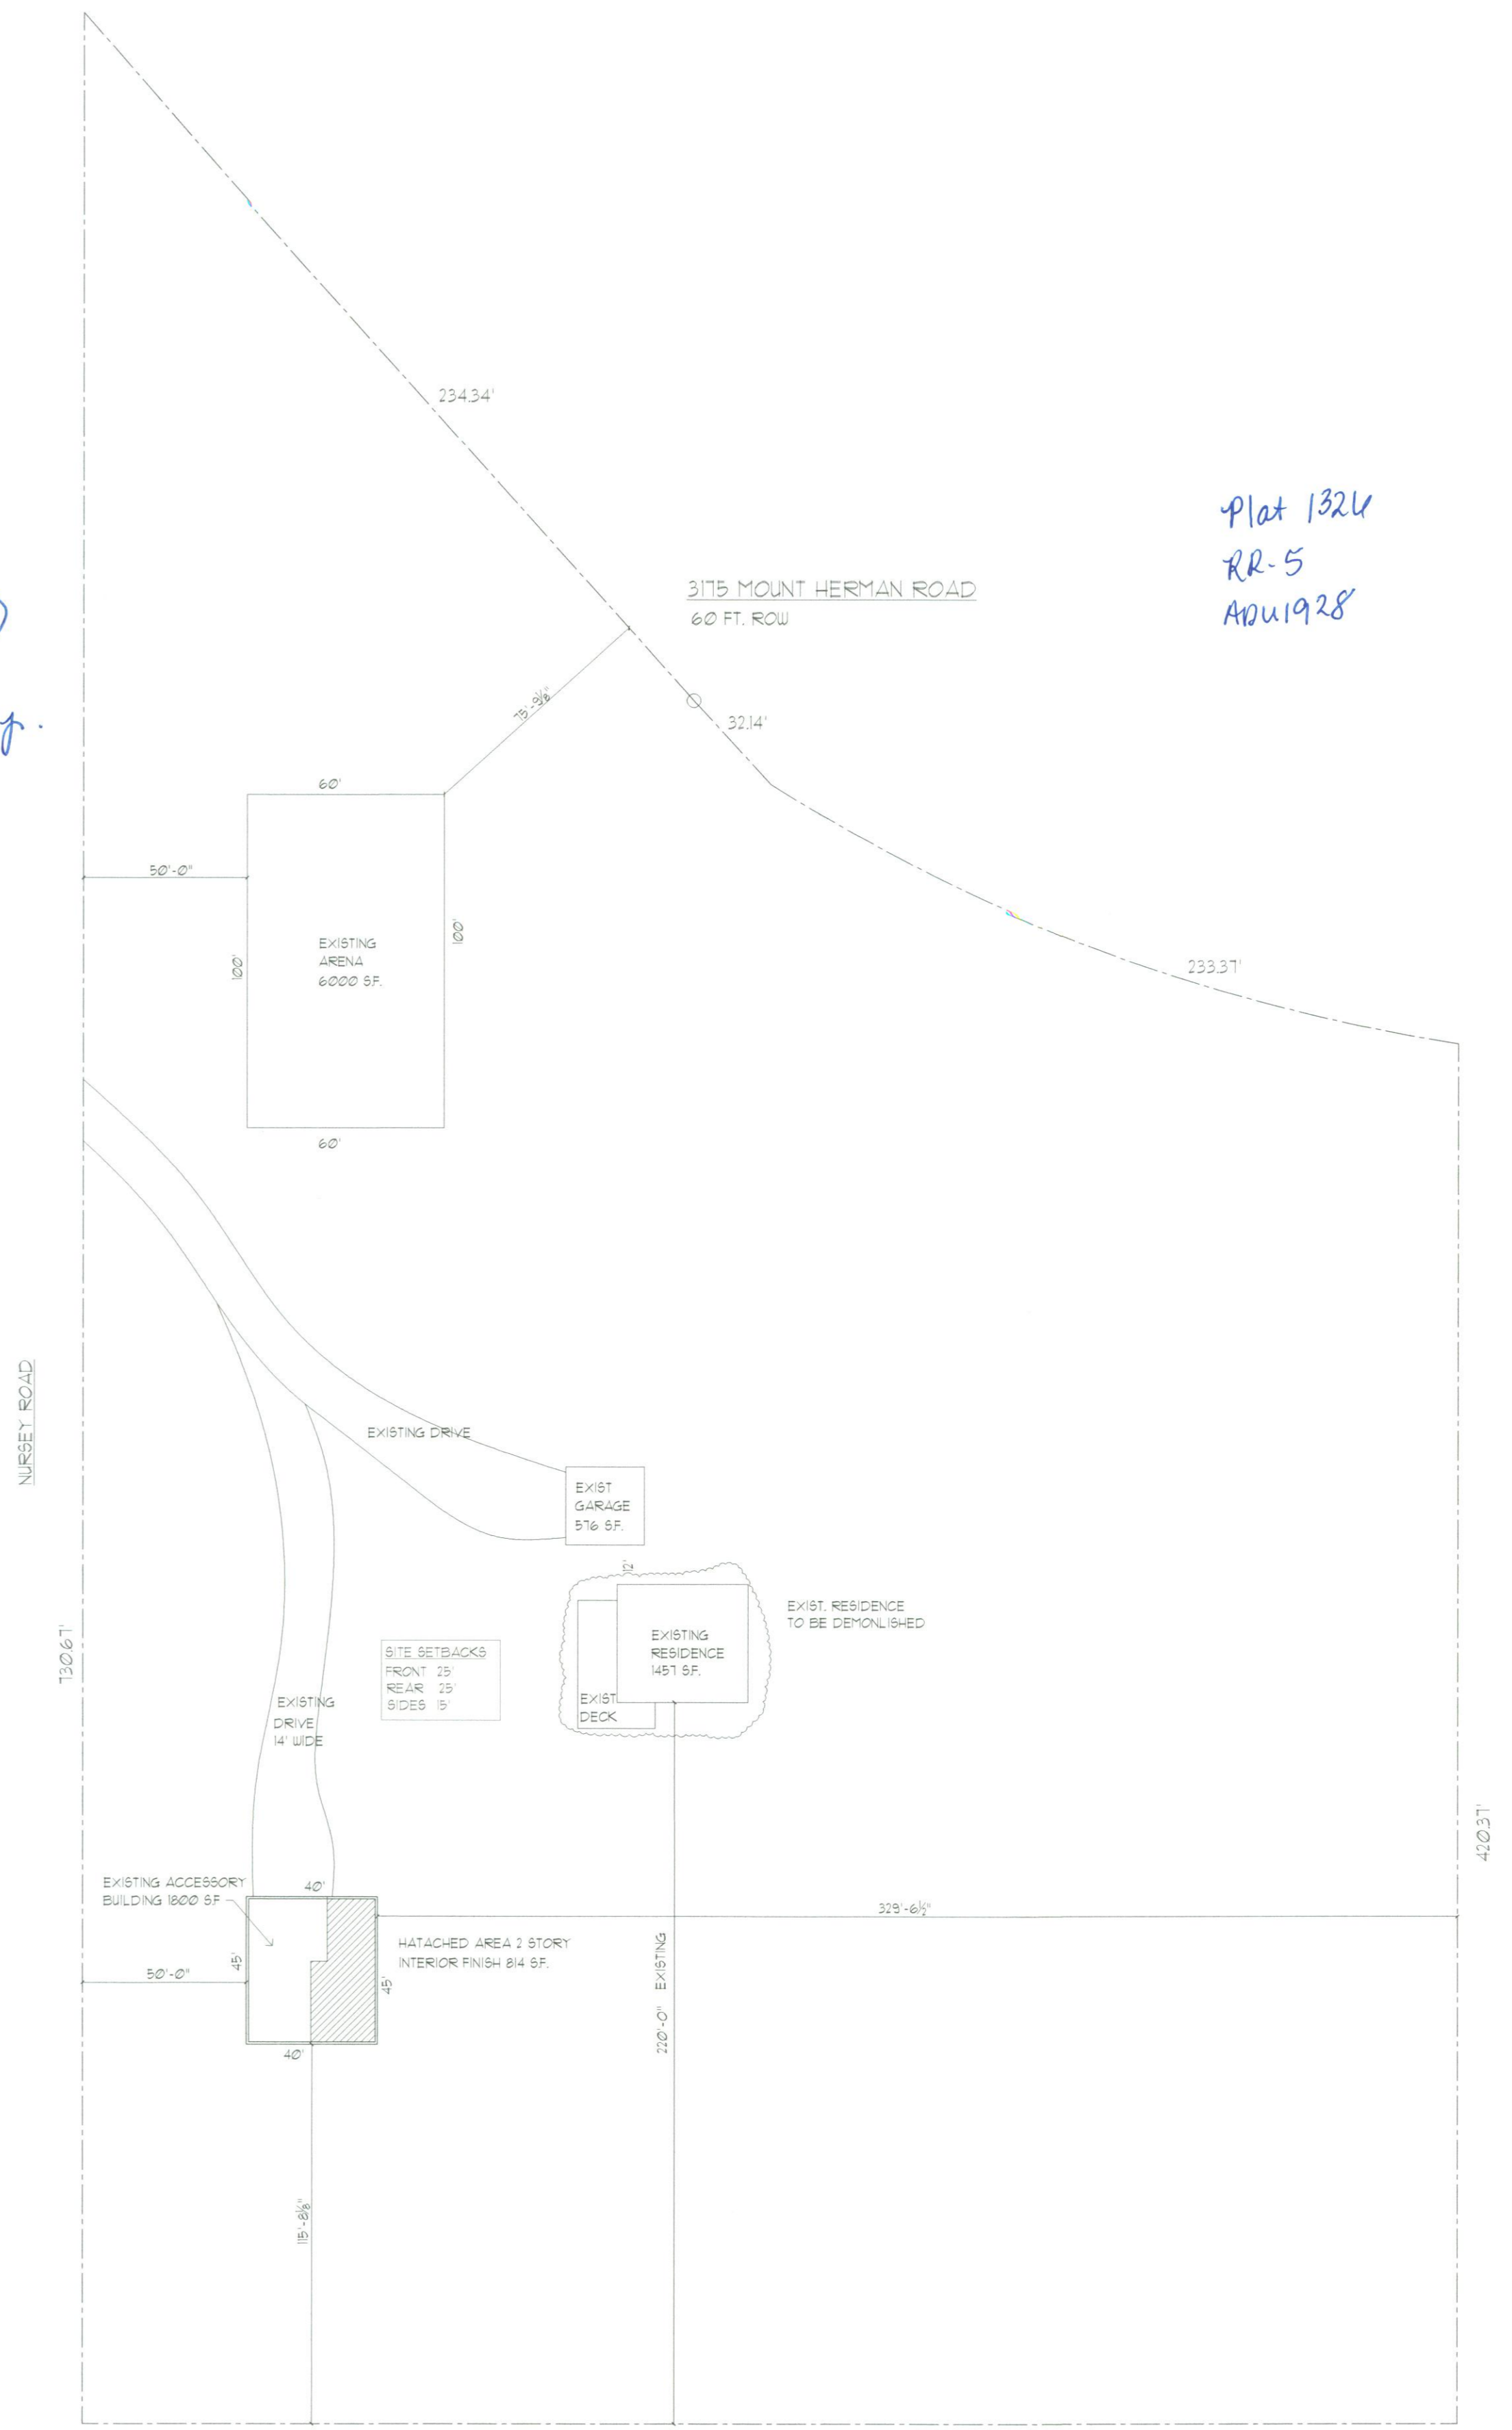 234.34'
Plat 1326
RR-5
ADU1928
3175 MOUNT HERMAN ROAD
60 FT. ROW
75'-9⅛"
32.14'
60'
50'-0"
100'
100'
EXISTING
ARENA
6000 S.F.
233.37'
60'
NURSEY ROAD
EXISTING DRIVE
EXIST
GARAGE
576 S.F.
12'
EXIST. RESIDENCE
TO BE DEMONLISHED
EXISTING
RESIDENCE
1457 S.F.
EXIST
DECK
SITE SETBACKS
FRONT 25'
REAR 25'
SIDES 15'
730.67'
EXISTING
DRIVE
14' WIDE
420.37'
EXISTING ACCESSORY
BUILDING 1800 S.F
40'
329'-6½"
HATACHED AREA 2 STORY
INTERIOR FINISH 814 S.F.
45'
45'
50'-0"
220'-0" EXISTING
40'
115'-8⅛"